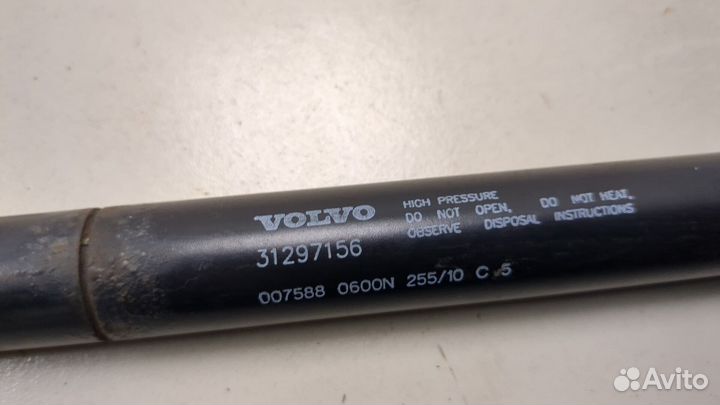 VOLVO
31297156
HIGH PRESSURE
DO NOT OPEN. DO NOT HEAT.
OBSERVE DISPOSAL INSTRUCTIONS
007588 0600N 255/10 C 5
Avito